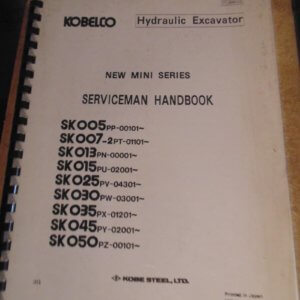 KOBELCO
Hydraulic Excavator
NEW MINI SERIES
SERVICEMAN HANDBOOK
SK005PP-00101~
SK007-2PT-01101~
SK013PN-00001~
SK015PU-02001~
SK025PV-04301~
SK030PW-03001~
SK035PX-01201~
SK045PY-02001~
SK050PZ-00101~
KOBE STEEL, LTD.
Printed in Japan